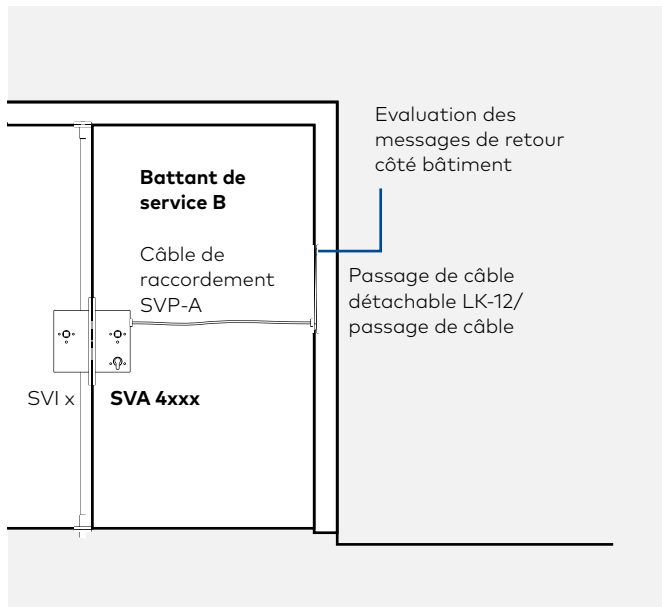 Evaluation des
messages de retour
côté bâtiment
Battant de
service B
Câble de
raccordement
SVP-A
Passage de câble
détachable LK-12/
passage de câble
SVI x
SVA 4xxx